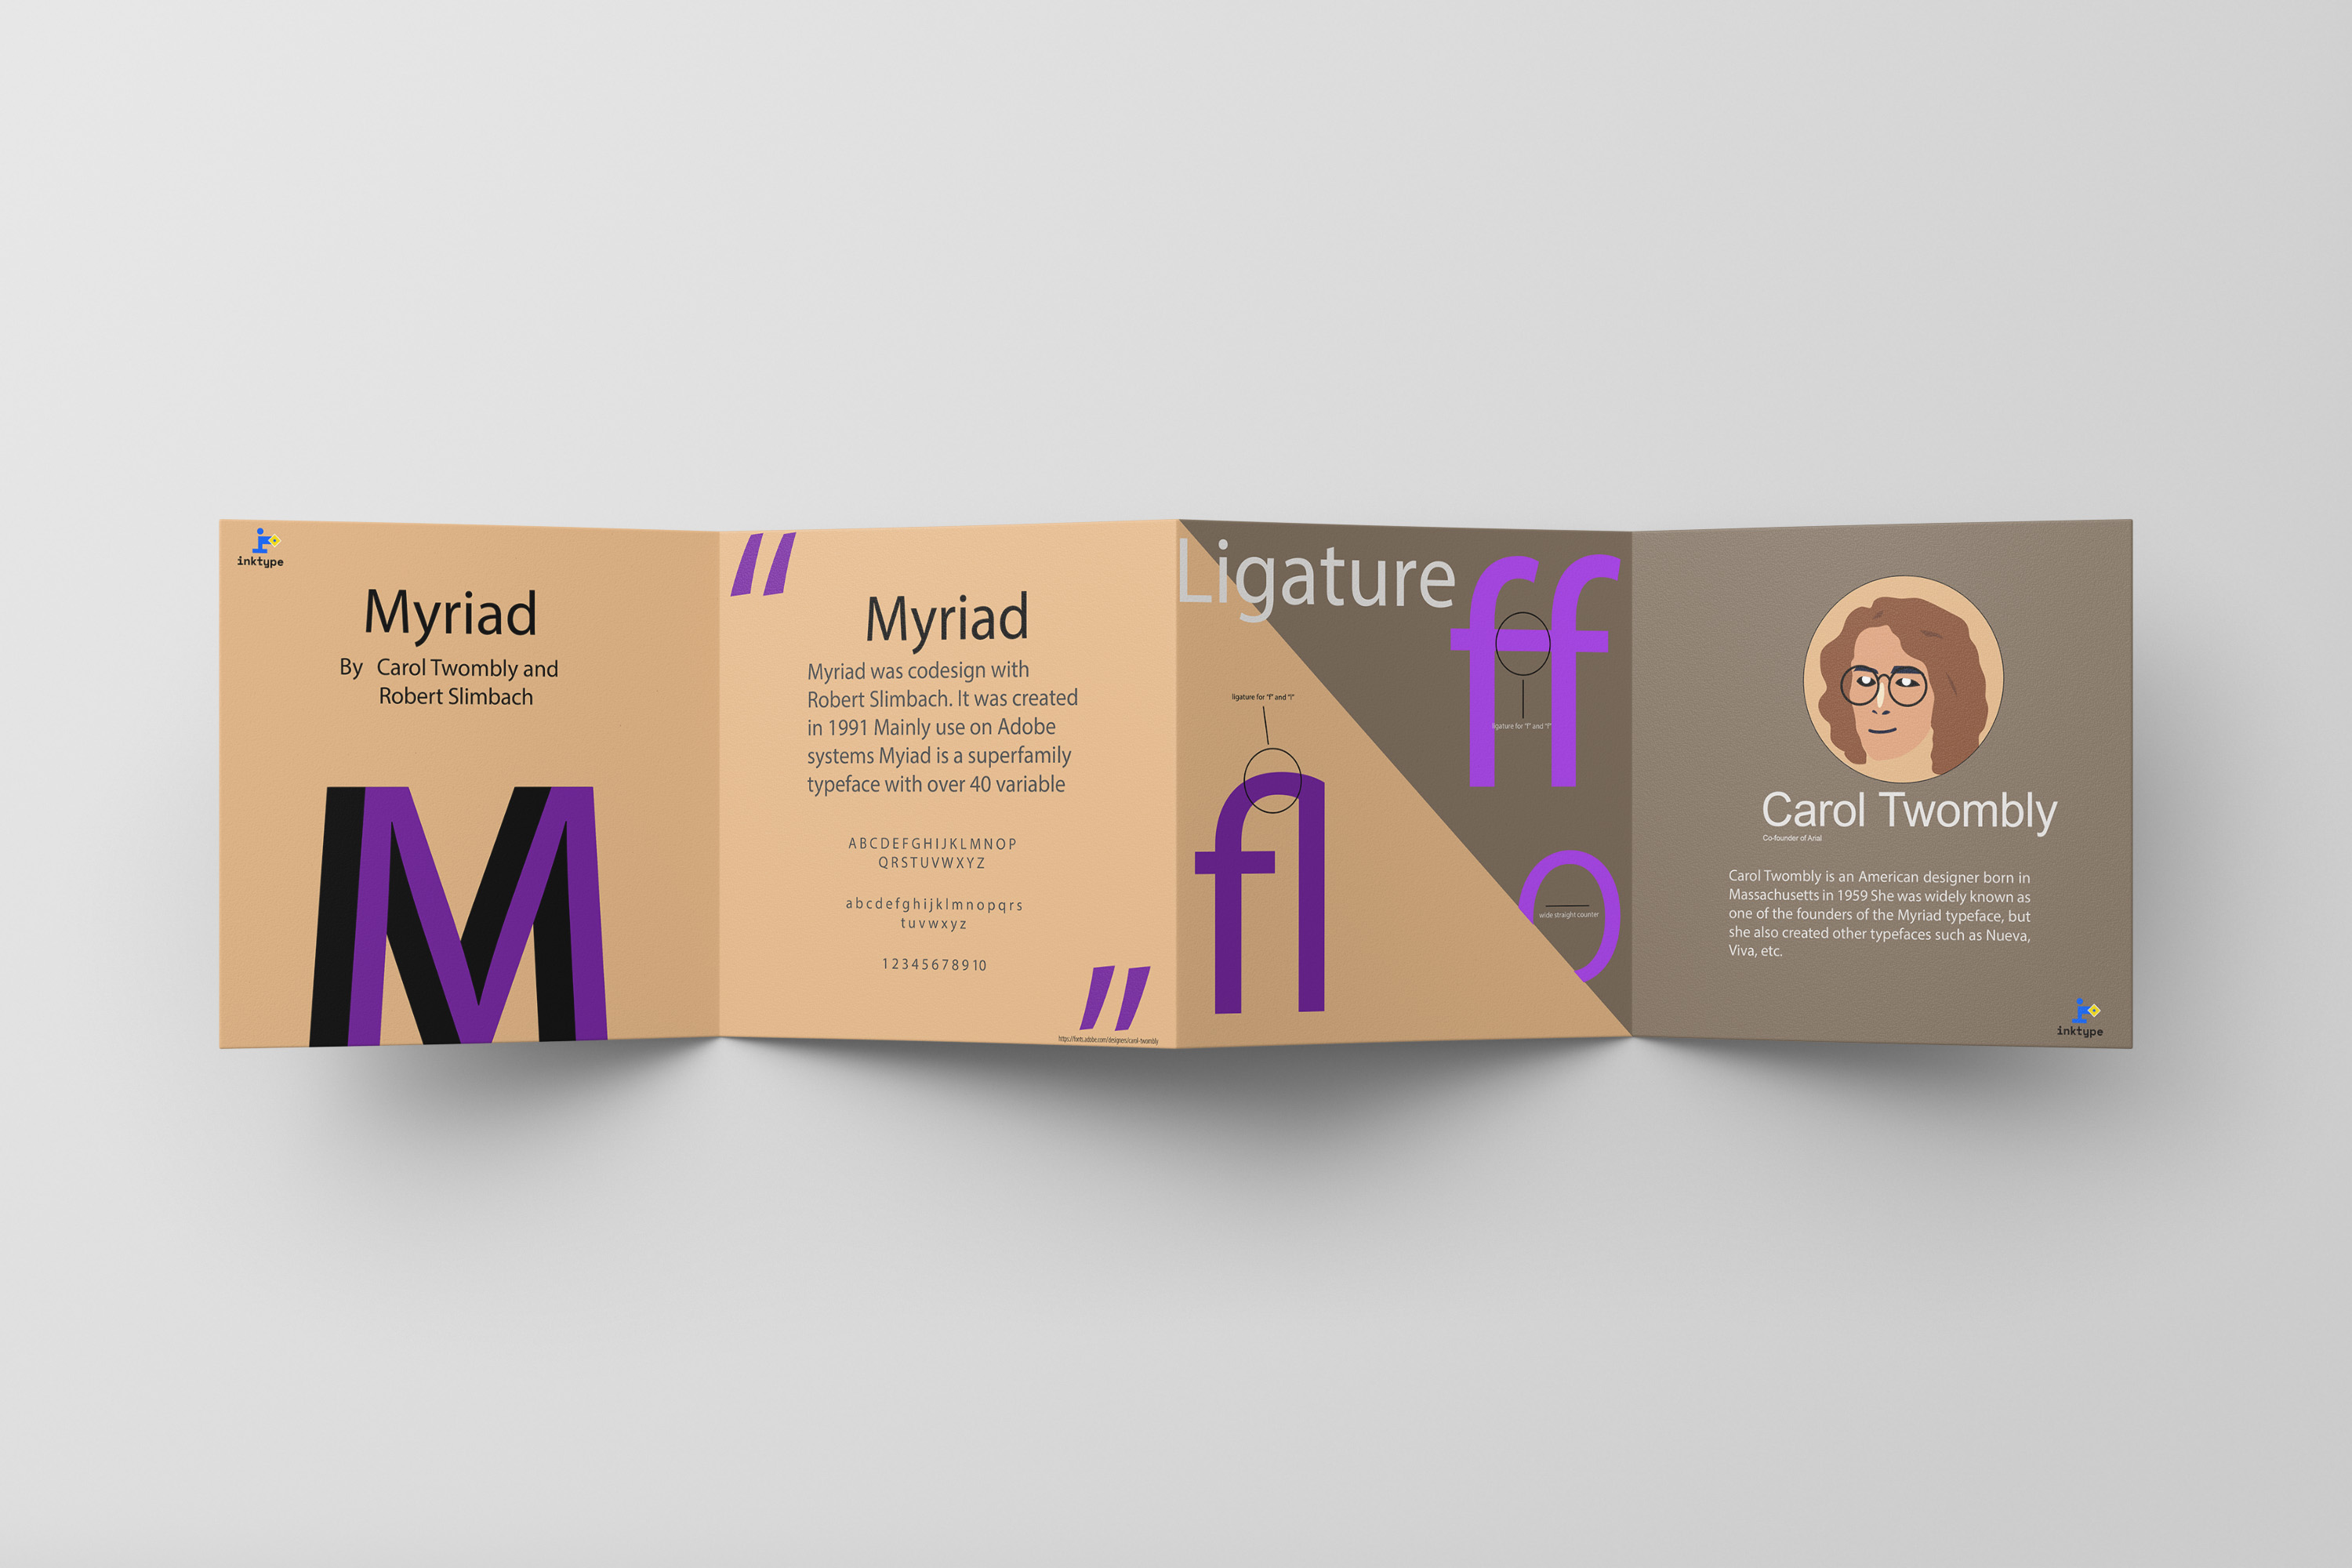 inktype
Myriad
By Carol Twombly and
Robert Slimbach
M
“
Myriad
Myriad was codesign with
Robert Slimbach. It was created
in 1991 Mainly use on Adobe
systems Myiad is a superfamily
typeface with over 40 variable
ABCDEFGHIJKLMNOP
QRSTUVWXYZ
abcdefghijklmnopqrs
tuvwxyz
12345678910
”
https://fonts.adobe.com/designers/carol-twombly
Ligature
ff
ligature for "f" and "l"
ligature for "f" and "f"
fl
o
wide straight counter
Carol Twombly
Co-founder of Arial
Carol Twombly is an American designer born in
Massachusetts in 1959 She was widely known as
one of the founders of the Myriad typeface, but
she also created other typefaces such as Nueva,
Viva, etc.
inktype